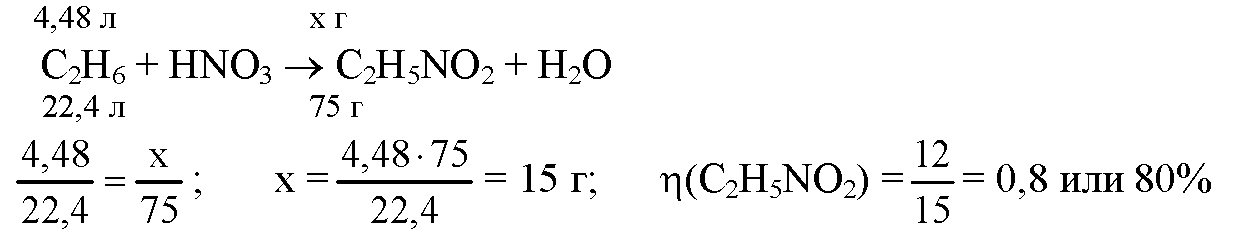 4,48 л х г
C₂H₆ + HNO₃ → C₂H₅NO₂ + H₂O
22,4 л 75 г
4,48/22,4 = х/75 ; х = 4,48 · 75/22,4 = 15 г; η(C₂H₅NO₂) = 12/15 = 0,8 или 80%